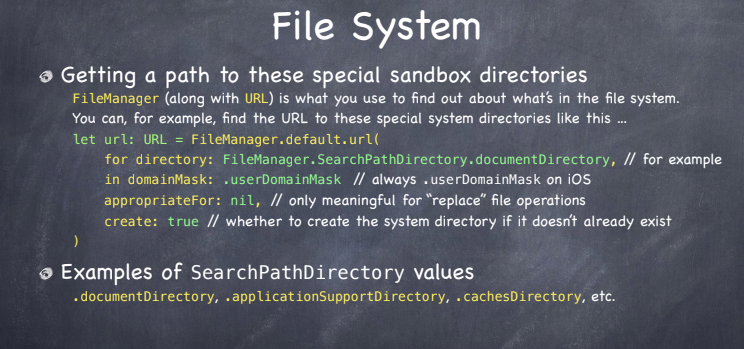 File System
Getting a path to these special sandbox directories
FileManager (along with URL) is what you use to find out about what's in the file system.
You can, for example, find the URL to these special system directories like this ...
let url: URL = FileManager.default.url(
for directory: FileManager.SearchPathDirectory.documentDirectory, // for example
in domainMask: .userDomainMask // always .userDomainMask on iOS
appropriateFor: nil, // only meaningful for “replace” file operations
create: true // whether to create the system directory if it doesn't already exist
)
Examples of SearchPathDirectory values
.documentDirectory, .applicationSupportDirectory, .cachesDirectory, etc.